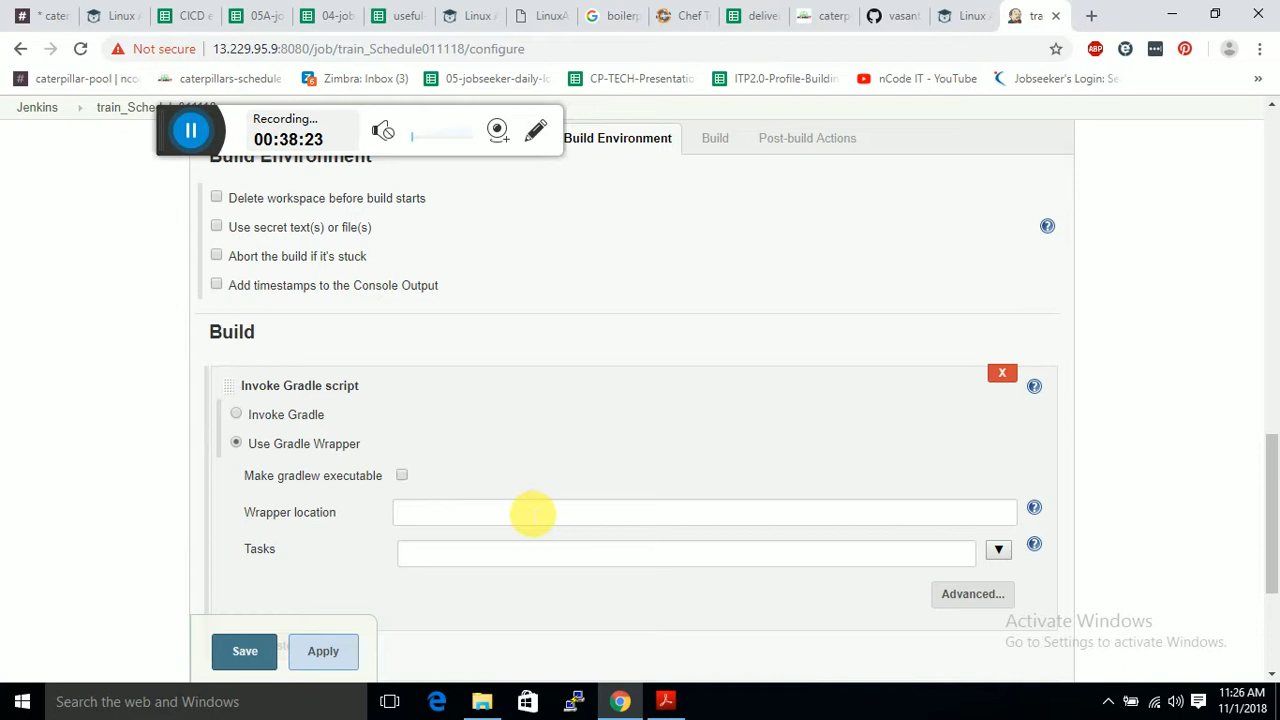 * caterp
Linux A
CICD e
05A-jo
04-job
useful-
Linux A
LinuxA
boilerp
Chef T
delive
caterp
vasant
Linux A
tra
Not secure
13.229.95.9:8080/job/train_Schedule011118/configure
caterpillar-pool | nco
caterpillars-schedule
Zimbra: Inbox (3)
05-jobseeker-daily-lo
CP-TECH-Presentatio
ITP2.0-Profile-Buildin
nCode IT - YouTube
Jobseeker's Login: Se
»
Jenkins
Recording...
00:38:23
Build Environment
Build
Post-build Actions
Build Environment
Delete workspace before build starts
Use secret text(s) or file(s)
Abort the build if it's stuck
Add timestamps to the Console Output
Build
Invoke Gradle script
X
Invoke Gradle
Use Gradle Wrapper
Make gradlew executable
Wrapper location
Tasks
Advanced...
Activate Windows
Go to Settings to activate Windows.
Save
Apply
Search the web and Windows
11:26 AM
11/1/2018